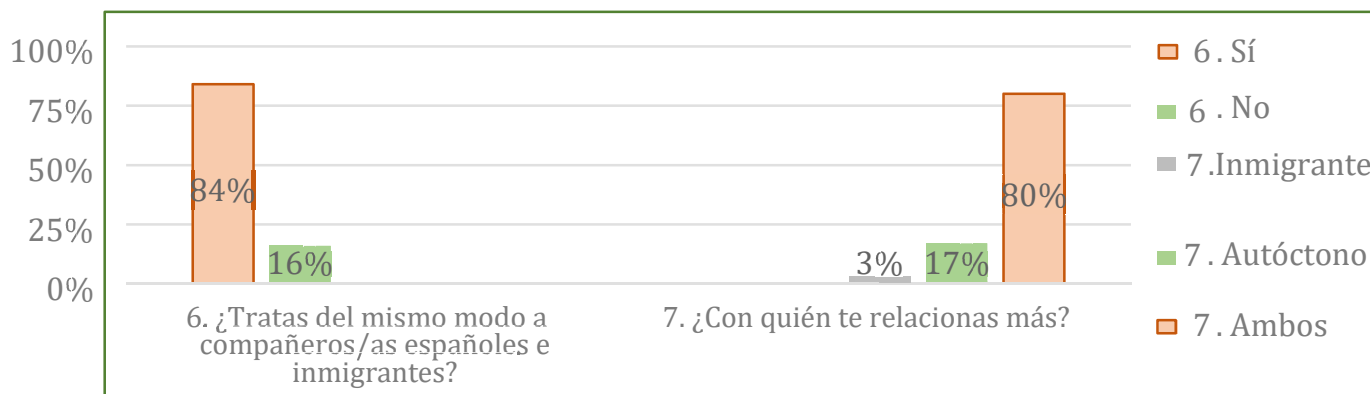 100%
75%
50%
25%
0%
84%
16%
3%
17%
80%
6. ¿Tratas del mismo modo a
compañeros/as españoles e
inmigrantes?
7. ¿Con quién te relacionas más?
6 . Sí
6 . No
7 .Inmigrante
7 . Autóctono
7 . Ambos